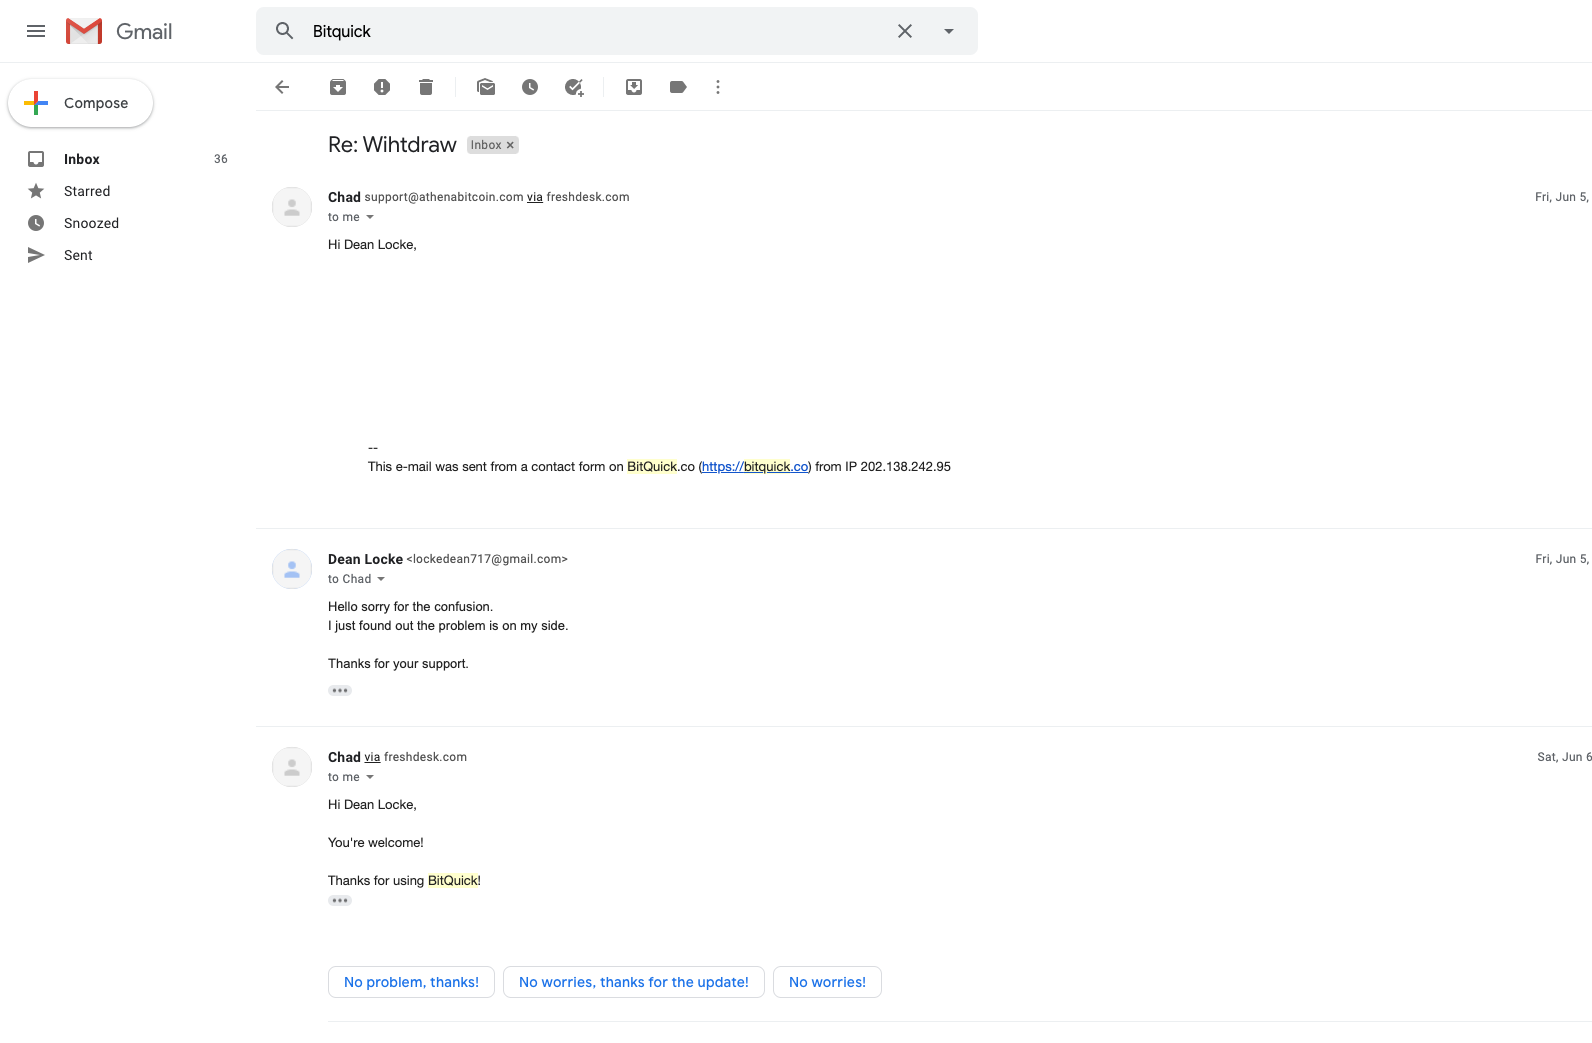 Gmail
Bitquick
Compose
Inbox 36
Starred
Snoozed
Sent
Re: Wihtdraw Inbox ×
Chad support@athenabitcoin.com via freshdesk.com Fri, Jun 5,
to me
Hi Dean Locke,
--
This e-mail was sent from a contact form on BitQuick.co (https://bitquick.co) from IP 202.138.242.95
Dean Locke <lockedean717@gmail.com> Fri, Jun 5,
to Chad
Hello sorry for the confusion.
I just found out the problem is on my side.
Thanks for your support.
Chad via freshdesk.com Sat, Jun 6
to me
Hi Dean Locke,
You're welcome!
Thanks for using BitQuick!
No problem, thanks! No worries, thanks for the update! No worries!